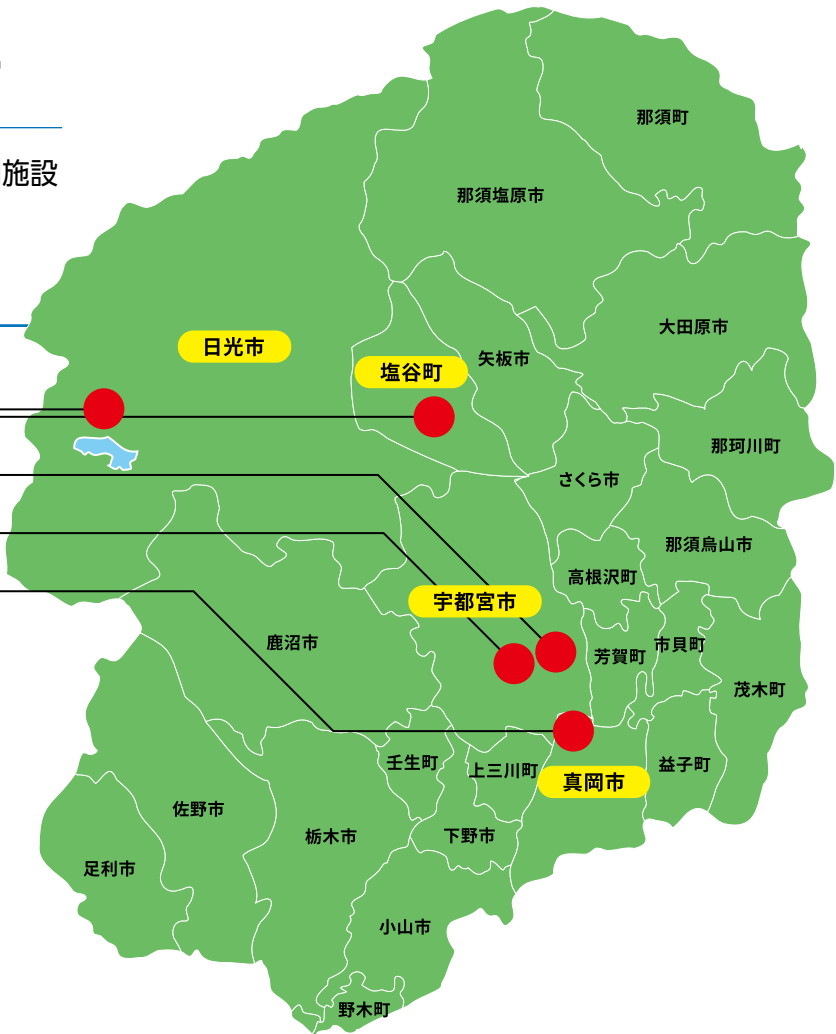 施設
那須町
那須塩原市
大田原市
日光市
矢板市
塩谷町
那珂川町
さくら市
那須烏山市
高根沢町
宇都宮市
鹿沼市
芳賀町
市貝町
茂木町
壬生町
上三川町
益子町
真岡市
佐野市
栃木市
下野市
足利市
小山市
野木町